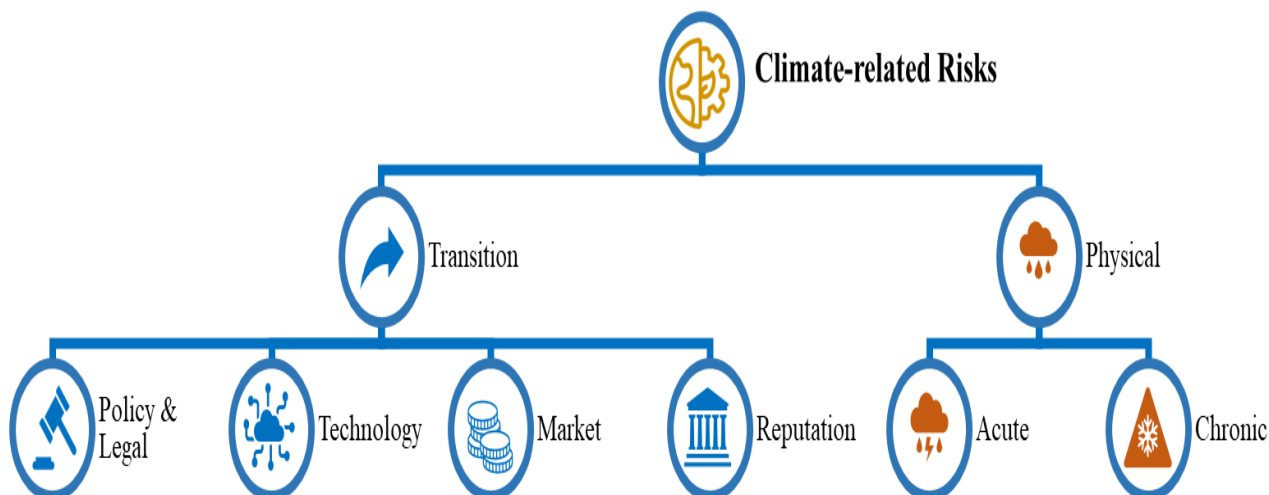 Climate-related Risks
Transition
Physical
Policy &
Legal
Technology
Market
Reputation
Acute
Chronic